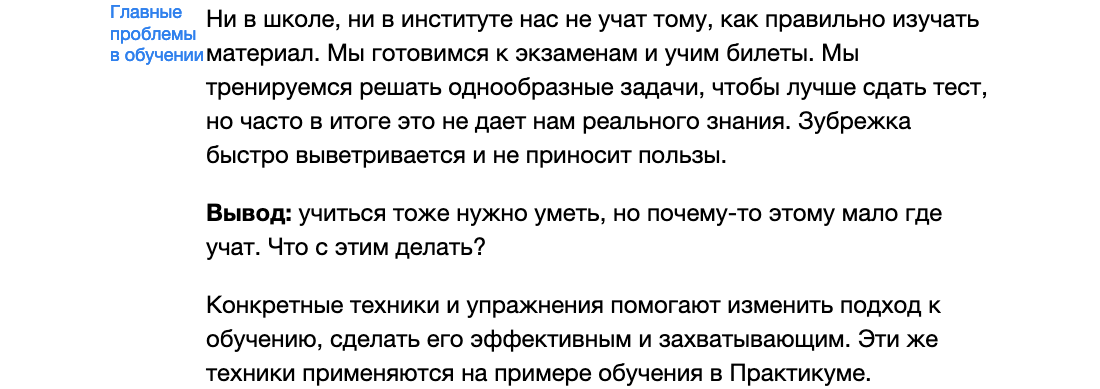 Главные
проблемы
в обучении
Ни в школе, ни в институте нас не учат тому, как правильно изучать
материал. Мы готовимся к экзаменам и учим билеты. Мы
тренируемся решать однообразные задачи, чтобы лучше сдать тест,
но часто в итоге это не дает нам реального знания. Зубрежка
быстро выветривается и не приносит пользы.
Вывод: учиться тоже нужно уметь, но почему-то этому мало где
учат. Что с этим делать?
Конкретные техники и упражнения помогают изменить подход к
обучению, сделать его эффективным и захватывающим. Эти же
техники применяются на примере обучения в Практикуме.